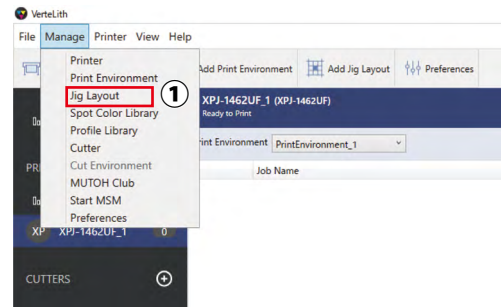 VerteLith
File Manage Printer View Help
Printer
Print Environment
Jig Layout
Spot Color Library
Profile Library
Cutter
Cut Environment
MUTOH Club
Start MSM
Preferences
1
Add Print Environment Add Jig Layout Preferences
XPJ-1462UF_1 (XPJ-1462UF)
Ready to Print
Environment PrintEnvironment_1
Job Name
XP XPJ-1462UF_1 0
CUTTERS